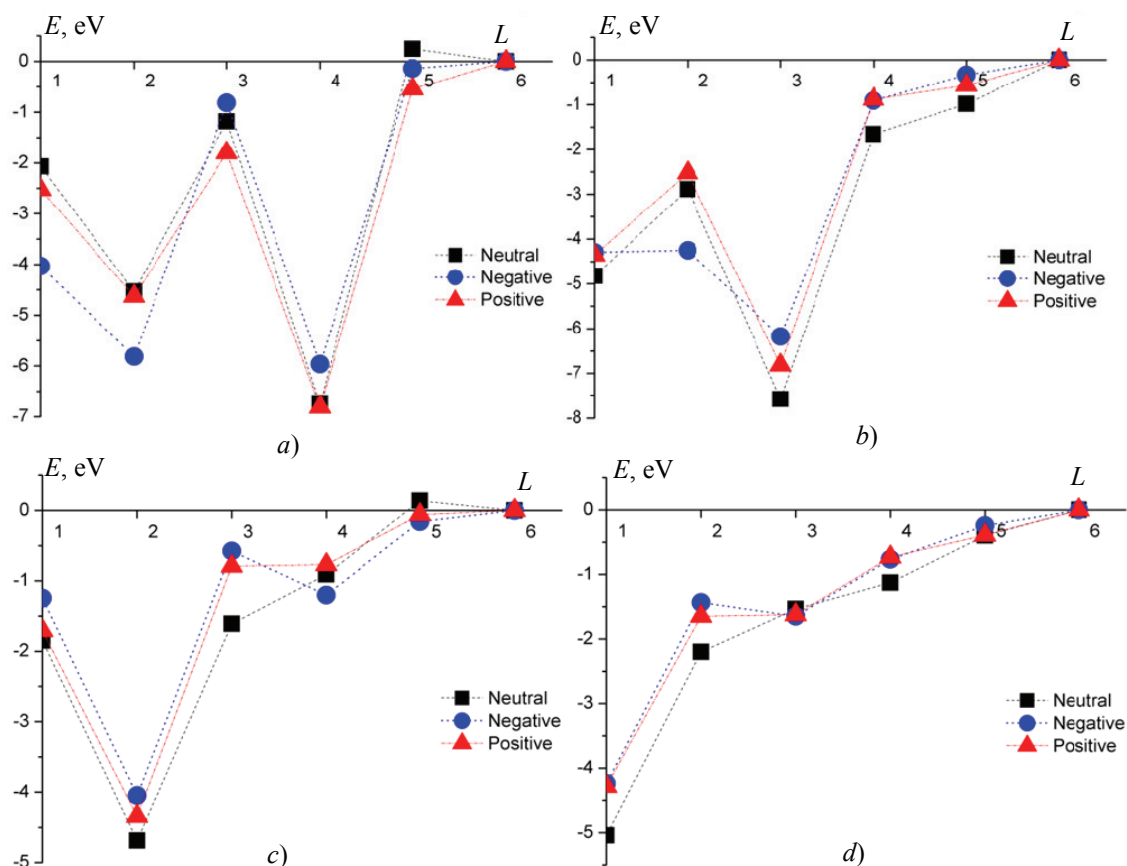 E, eV
L
0
1 2 3 4 5 6
-1
-2
-3
-4
-5
-6
-7
Neutral
Negative
Positive
a)
E, eV
L
0
1 2 3 4 5 6
-1
-2
-3
-4
-5
-6
-7
-8
Neutral
Negative
Positive
b)
E, eV
L
0
1 2 3 4 5 6
-1
-2
-3
-4
-5
Neutral
Negative
Positive
c)
E, eV
L
0
1 2 3 4 5 6
-1
-2
-3
-4
-5
Neutral
Negative
Positive
d)